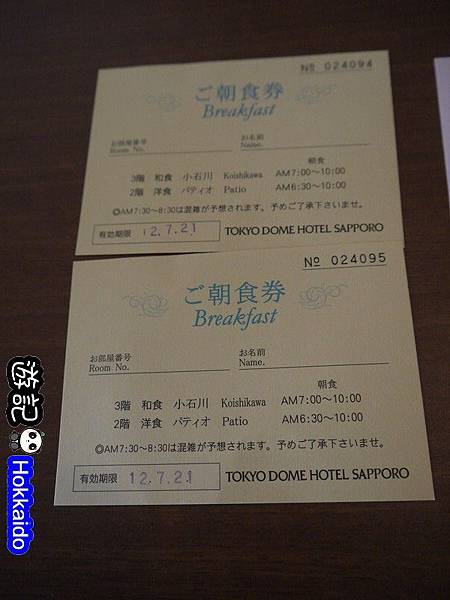 № 024094
ご朝食券
Breakfast
お部屋番号 お名前
Room No. Name.
朝食
3階 和食 小石川 Koishikawa AM7:00～10:00
2階 洋食 パティオ Patio AM6:30～10:00
◎AM7:30～8:30は混雑が予想されます。予めご了承下さいませ。
有効期限 12.7.21 TOKYO DOME HOTEL SAPPORO
№ 024095
ご朝食券
Breakfast
お部屋番号 お名前
Room No. Name.
朝食
3階 和食 小石川 Koishikawa AM7:00～10:00
2階 洋食 パティオ Patio AM6:30～10:00
◎AM7:30～8:30は混雑が予想されます。予めご了承下さいませ。
有効期限 12.7.21 TOKYO DOME HOTEL SAPPORO
遊記
Hokkaido